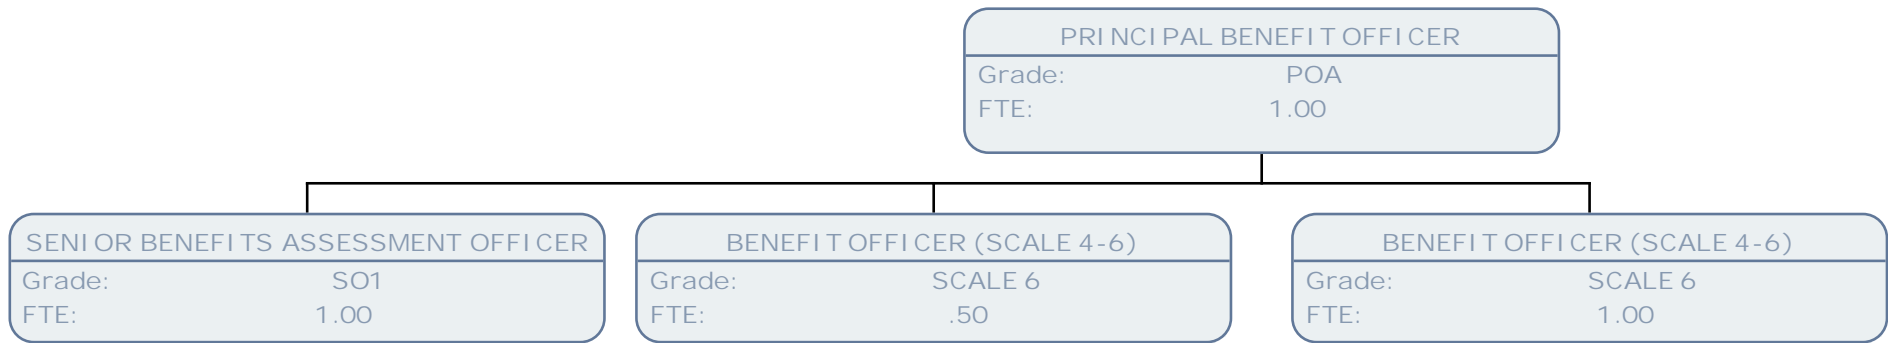 PRINCIPAL BENEFIT OFFICER
Grade: POA
FTE: 1.00
SENIOR BENEFITS ASSESSMENT OFFICER
Grade: SO1
FTE: 1.00
BENEFIT OFFICER (SCALE 4-6)
Grade: SCALE 6
FTE: .50
BENEFIT OFFICER (SCALE 4-6)
Grade: SCALE 6
FTE: 1.00